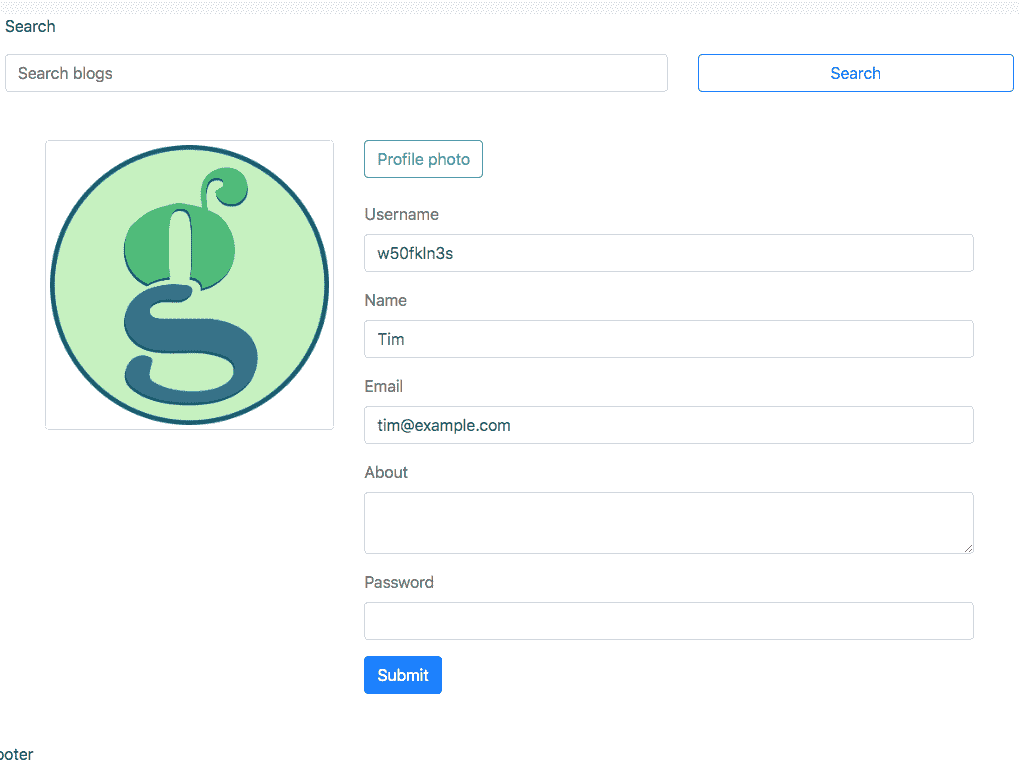 Search
Search blogs
Search
Profile photo
Username
w50fkln3s
Name
Tim
Email
tim@example.com
About
Password
Submit
ooter